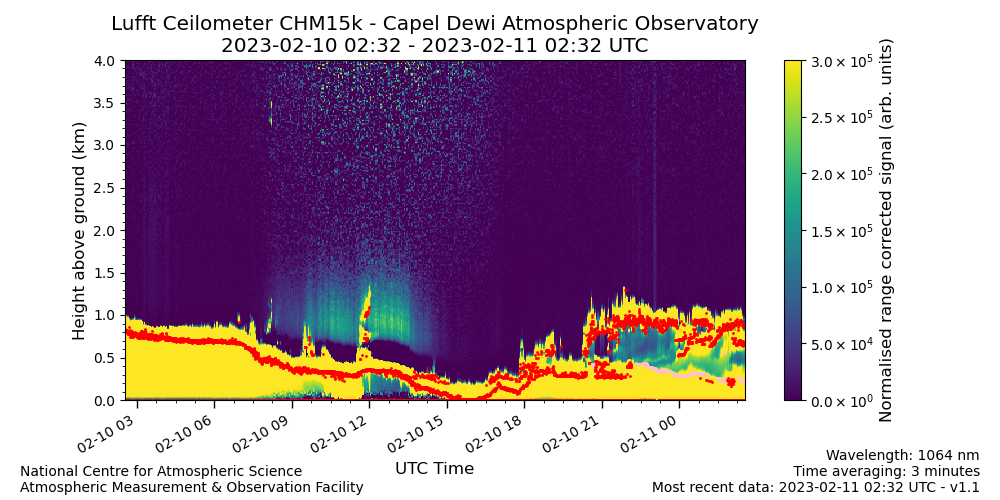 Lufft Ceilometer CHM15k - Capel Dewi Atmospheric Observatory
2023-02-10 02:32 - 2023-02-11 02:32 UTC
Height above ground (km)
4.0
3.5
3.0
2.5
2.0
1.5
1.0
0.5
0.0
02-10 03
02-10 06
02-10 09
02-10 12
02-10 15
02-10 18
02-10 21
02-11 00
UTC Time
3.0 × 10⁵
2.5 × 10⁵
2.0 × 10⁵
1.5 × 10⁵
1.0 × 10⁵
5.0 × 10⁴
0.0 × 10⁰
Normalised range corrected signal (arb. units)
National Centre for Atmospheric Science
Atmospheric Measurement & Observation Facility
Wavelength: 1064 nm
Time averaging: 3 minutes
Most recent data: 2023-02-11 02:32 UTC - v1.1